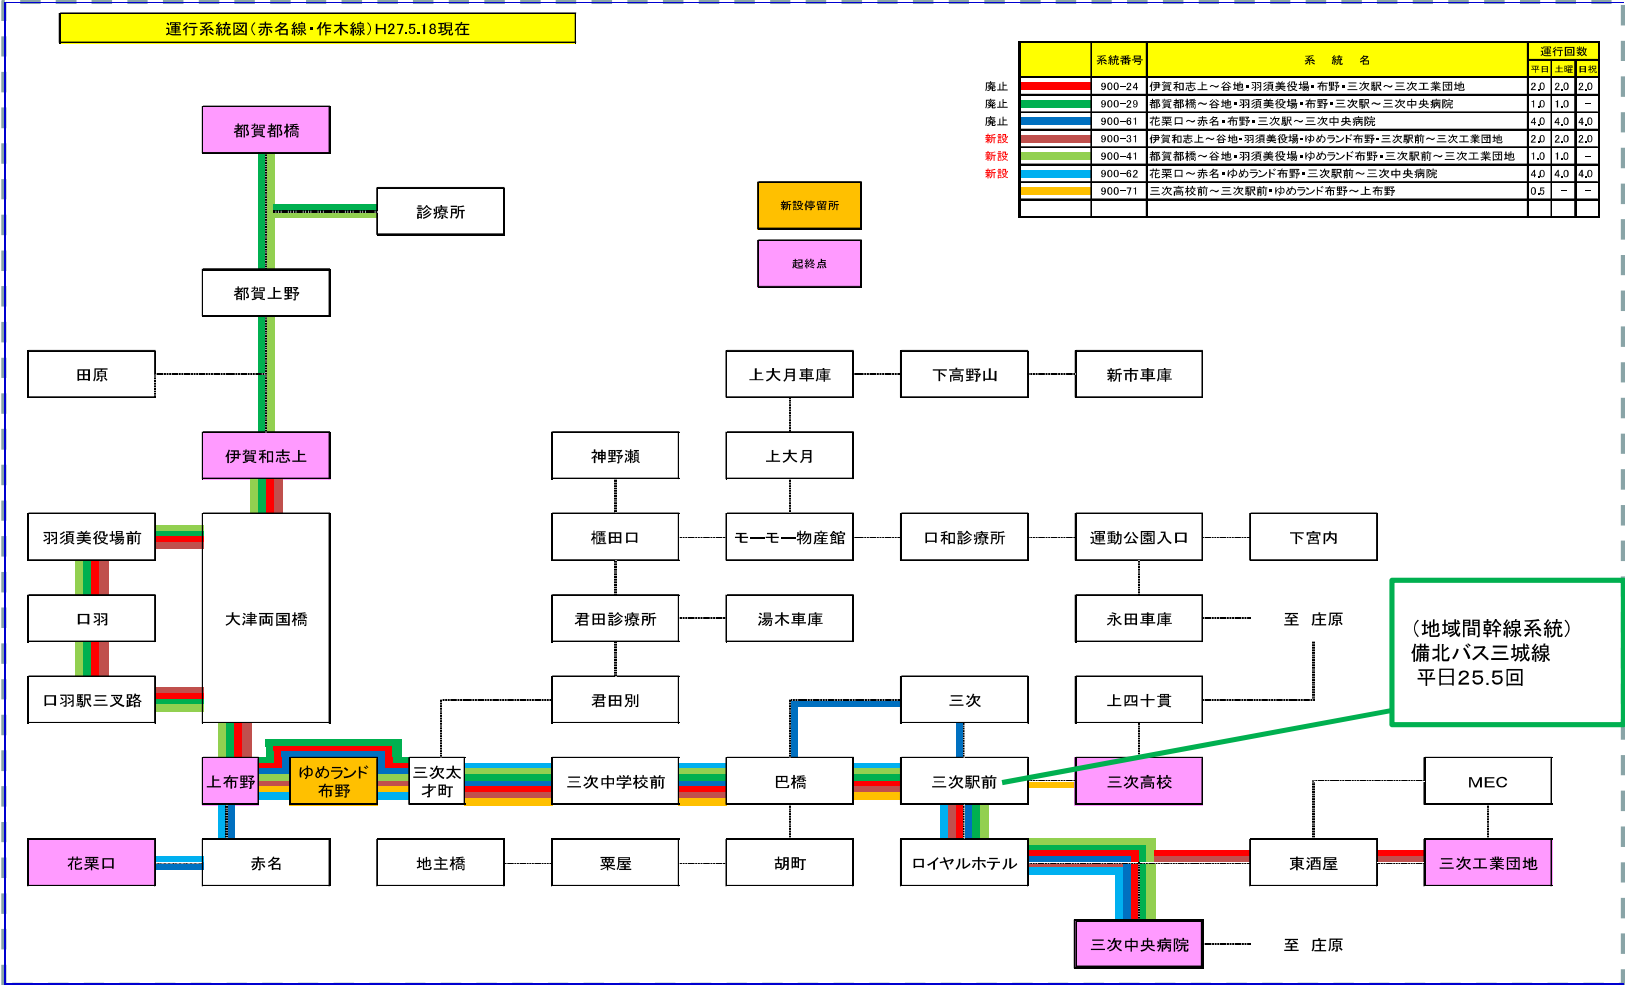 運行系統図(赤名線・作木線)H27.5.18現在
系統番号 系 統 名 運行回数
平日 土曜 日祝
廃止 900-24 伊賀和志上~谷地・羽須美役場・布野・三次駅~三次工業団地 2.0 2.0 2.0
廃止 900-29 都賀都橋~谷地・羽須美役場・布野・三次駅~三次中央病院 1.0 1.0 -
廃止 900-61 花栗口~赤名・布野・三次駅~三次中央病院 4.0 4.0 4.0
新設 900-31 伊賀和志上~谷地・羽須美役場・ゆめランド布野・三次駅前~三次工業団地 2.0 2.0 2.0
新設 900-41 都賀都橋~谷地・羽須美役場・ゆめランド布野・三次駅前~三次工業団地 1.0 1.0 -
新設 900-62 花栗口~赤名・ゆめランド布野・三次駅前~三次中央病院 4.0 4.0 4.0
900-71 三次高校前~三次駅前・ゆめランド布野~上布野 0.5 - -
都賀都橋
診療所
新設停留所
起終点
都賀上野
田原
上大月車庫
下高野山
新市車庫
伊賀和志上
神野瀬
上大月
羽須美役場前
櫃田口
モーモー物産館
口和診療所
運動公園入口
下宮内
口羽
大津両国橋
君田診療所
湯木車庫
永田車庫
至 庄原
(地域間幹線系統)
備北バス三城線
平日25.5回
口羽駅三叉路
君田別
三次
上四十貫
上布野
ゆめランド
布野
三次太
才町
三次中学校前
巴橋
三次駅前
三次高校
MEC
花栗口
赤名
地主橋
粟屋
胡町
ロイヤルホテル
東酒屋
三次工業団地
三次中央病院
至 庄原